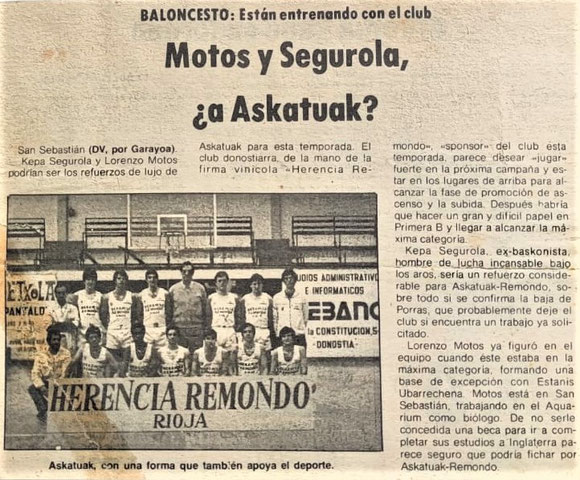 BALONCESTO: Están entrenando con el club
Motos y Segurola,
¿a Askatuak?
San Sebastián (DV, por Garayoa).
Kepa Segurola y Lorenzo Motos
podrían ser los refuerzos de lujo de
Askatuak para esta temporada. El
club donostiarra, de la mano de la
firma vinícola «Herencia Re-
mondo», «sponsor» del club esta
temporada, parece desear «jugar»
fuerte en la próxima campaña y es-
tar en los lugares de arriba para al-
canzar la fase de promoción de as-
censo y la subida. Después habría
que hacer un gran y difícil papel en
Primera B y llegar a alcanzar la má-
xima categoría.
Kepa Segurola, ex-baskonista,
hombre de lucha incansable bajo
los aros, sería un refuerzo conside-
rable para Askatuak-Remondo, so-
bre todo si se confirma la baja de
Porras, que probablemente deje el
club si encuentra un trabajo ya so-
licitado.
Lorenzo Motos ya figuró en el
equipo cuando éste estaba en la
máxima categoría, formando una
base de excepción con Estanis
Ubarrechena. Motos está en San
Sebastián, trabajando en el Aqua-
rium como biólogo. De no serle
concedida una beca para ir a com-
pletar sus estudios a Inglaterra pa-
rece seguro que podría fichar por
Askatuak-Remondo.
ETXOLA
PANTALO
UDIOS ADMINISTRATIVO
E INFORMATICOS
EBANO
la CONSTITUCION,5
- DONOSTIA -
HERENCIA REMONDO
RIOJA
Askatuak, con una forma que también apoya el deporte.